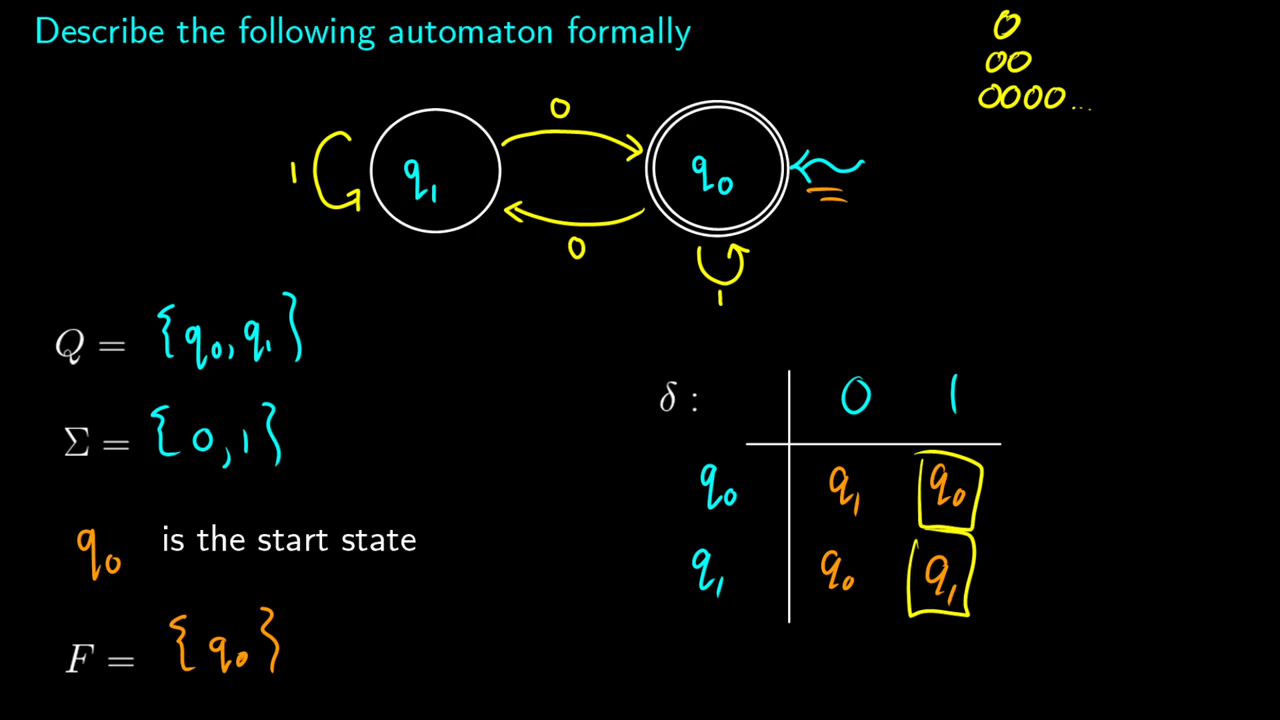 Describe the following automaton formally
0
00
0000...
0
1
q₁
q₀
0
1
Q = {q₀, q₁}
Σ = {0, 1}
q₀ is the start state
F = {q₀}
δ :
0 1
q₀ q₁ q₀
q₁ q₀ q₁